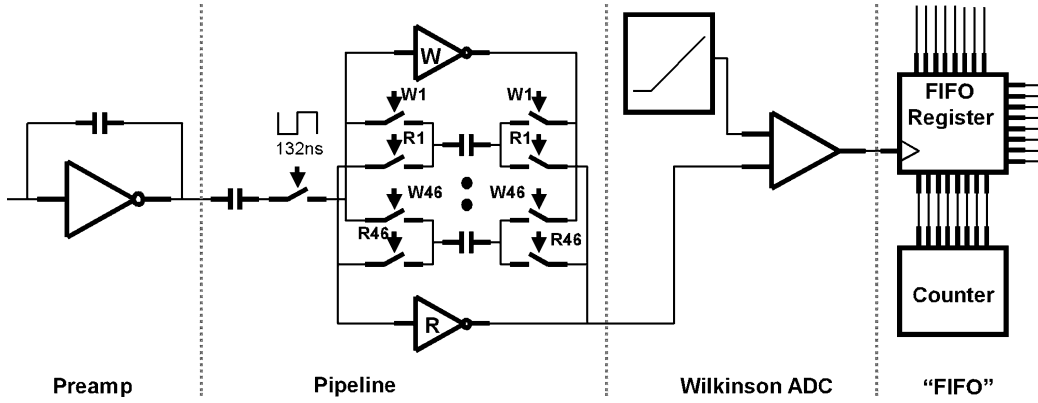 W
W1
W1
132ns
R1
R1
W46
W46
R46
R46
R
FIFO
Register
Counter
Preamp
Pipeline
Wilkinson ADC
“FIFO”